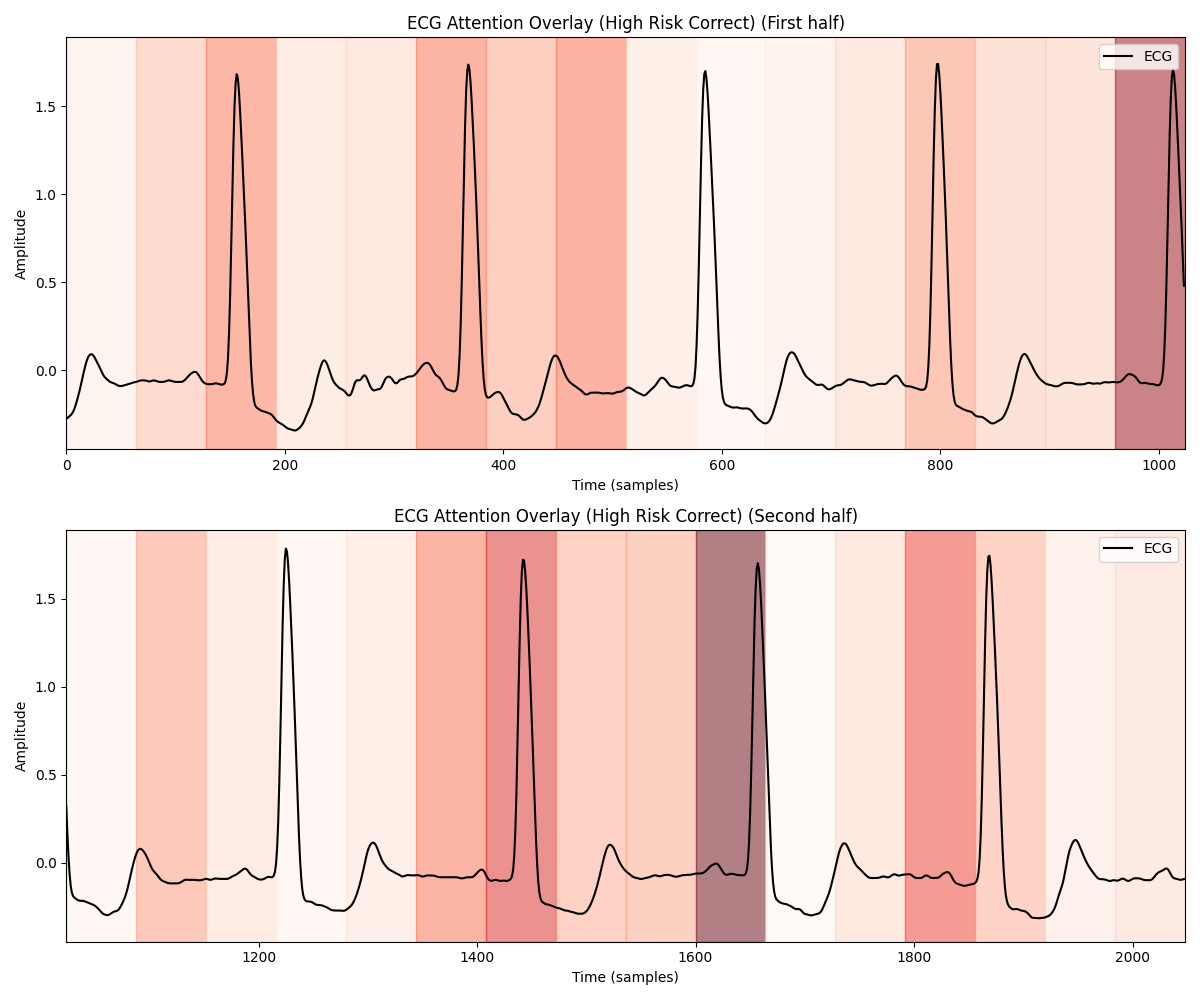 ECG Attention Overlay (High Risk Correct) (First half)
ECG
Amplitude
1.5
1.0
0.5
0.0
0 200 400 600 800 1000
Time (samples)
ECG Attention Overlay (High Risk Correct) (Second half)
ECG
Amplitude
1.5
1.0
0.5
0.0
1200 1400 1600 1800 2000
Time (samples)